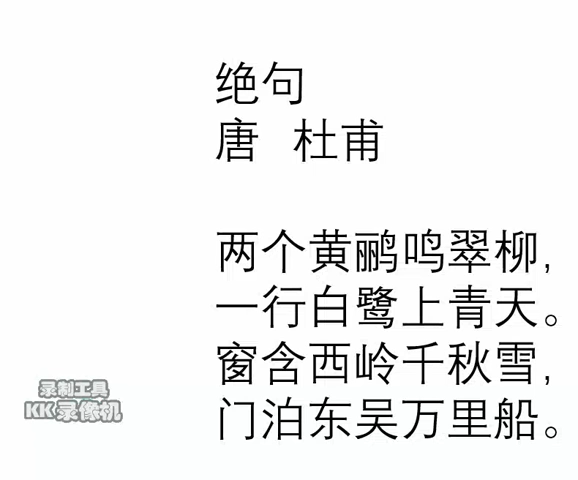 绝句
唐 杜甫
两个黄鹂鸣翠柳,
一行白鹭上青天。
窗含西岭千秋雪,
门泊东吴万里船。
录制工具
KK录像机